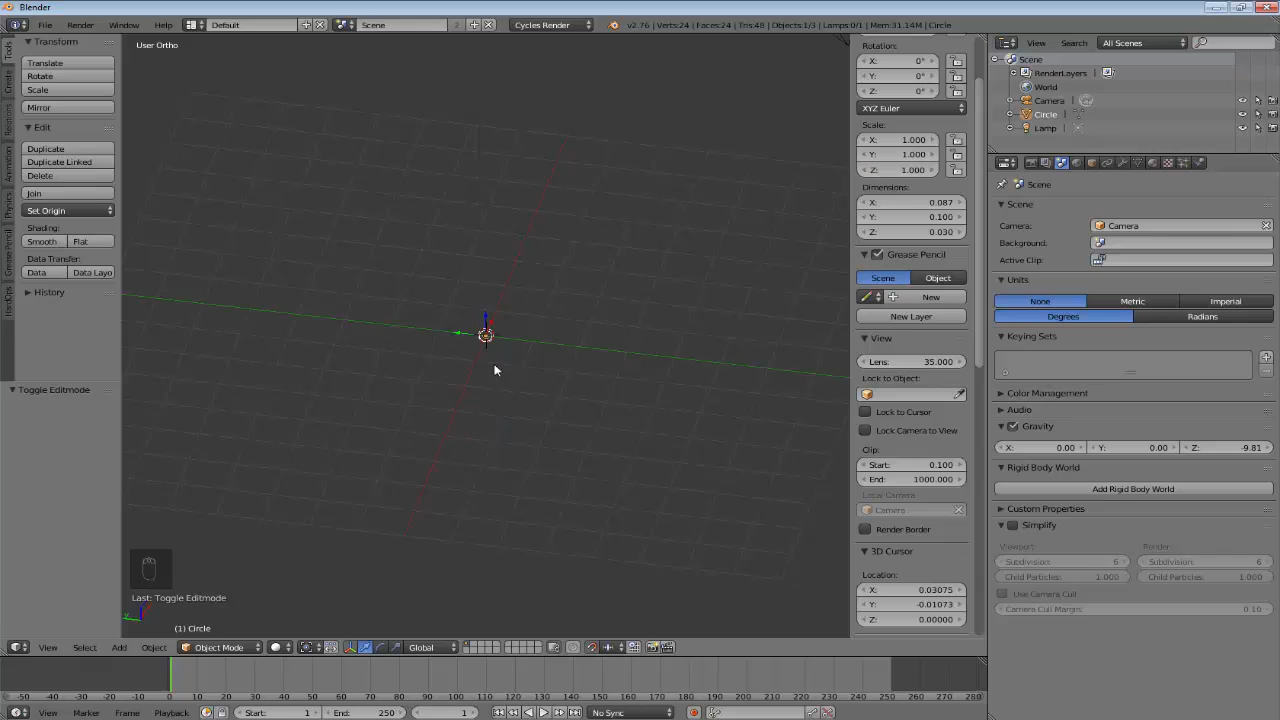 Blender
File Render Window Help Default Scene 2 Cycles Render v2.76 | Verts:24 | Faces:24 | Tris:48 | Objects:1/3 | Lamps:0/1 | Mem:31.14M | Circle
Tools
Create
Relations
Animation
Physics
Grease Pencil
HardOps
Transform
Translate
Rotate
Scale
Mirror
Edit
Duplicate
Duplicate Linked
Delete
Join
Set Origin
Shading:
Smooth Flat
Data Transfer:
Data Data Layo
History
Toggle Editmode
User Ortho
Last: Toggle Editmode
(1) Circle
Rotation:
X: 0°
Y: 0°
Z: 0°
XYZ Euler
Scale:
X: 1.000
Y: 1.000
Z: 1.000
Dimensions:
X: 0.087
Y: 0.100
Z: 0.030
Grease Pencil
Scene Object
New
New Layer
View
Lens: 35.000
Lock to Object:
Lock to Cursor
Lock Camera to View
Clip:
Start: 0.100
End: 1000.000
Local Camera
Camera
Render Border
3D Cursor
Location:
X: 0.03075
Y: -0.01073
Z: 0.00000
View Search All Scenes
Scene
RenderLayers
World
Camera
Circle
Lamp
Scene
Scene
Camera: Camera
Background:
Active Clip:
Units
None Metric Imperial
Degrees Radians
Keying Sets
Color Management
Audio
Gravity
X: 0.00 Y: 0.00 Z: -9.81
Rigid Body World
Add Rigid Body World
Custom Properties
Simplify
Viewport: Render:
Subdivision: 6 Subdivision: 6
Child Particles: 1.000 Child Particles: 1.000
Use Camera Cull
Camera Cull Margin: 0.10
View Select Add Object Object Mode Global
-50 -40 -30 -20 -10 0 10 20 30 40 50 60 70 80 90 100 110 120 130 140 150 160 170 180 190 200 210 220 230 240 250 260 270 280
View Marker Frame Playback Start: 1 End: 250 1 No Sync